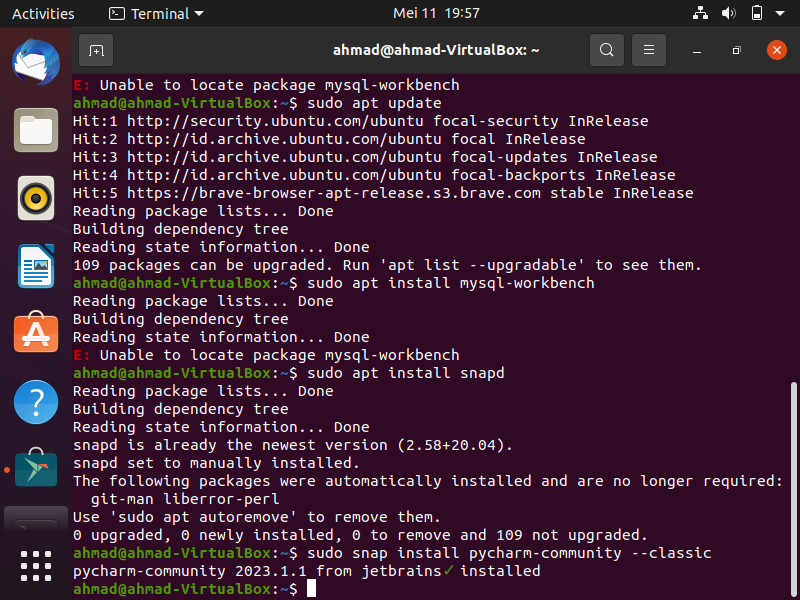 Activities
Terminal
Mei 11 19:57
ahmad@ahmad-VirtualBox: ~
E: Unable to locate package mysql-workbench
ahmad@ahmad-VirtualBox:~$ sudo apt update
Hit:1 http://security.ubuntu.com/ubuntu focal-security InRelease
Hit:2 http://id.archive.ubuntu.com/ubuntu focal InRelease
Hit:3 http://id.archive.ubuntu.com/ubuntu focal-updates InRelease
Hit:4 http://id.archive.ubuntu.com/ubuntu focal-backports InRelease
Hit:5 https://brave-browser-apt-release.s3.brave.com stable InRelease
Reading package lists... Done
Building dependency tree
Reading state information... Done
109 packages can be upgraded. Run 'apt list --upgradable' to see them.
ahmad@ahmad-VirtualBox:~$ sudo apt install mysql-workbench
Reading package lists... Done
Building dependency tree
Reading state information... Done
E: Unable to locate package mysql-workbench
ahmad@ahmad-VirtualBox:~$ sudo apt install snapd
Reading package lists... Done
Building dependency tree
Reading state information... Done
snapd is already the newest version (2.58+20.04).
snapd set to manually installed.
The following packages were automatically installed and are no longer required:
  git-man liberror-perl
Use 'sudo apt autoremove' to remove them.
0 upgraded, 0 newly installed, 0 to remove and 109 not upgraded.
ahmad@ahmad-VirtualBox:~$ sudo snap install pycharm-community --classic
pycharm-community 2023.1.1 from jetbrains✓ installed
ahmad@ahmad-VirtualBox:~$